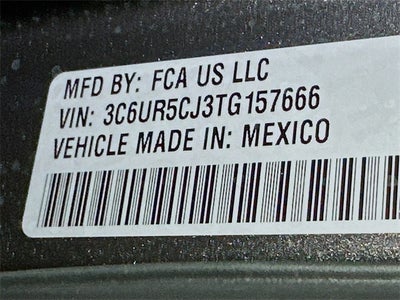 MFD BY: FCA US LLC
VIN: 3C6UR5CJ3TG157666
VEHICLE MADE IN: MEXICO